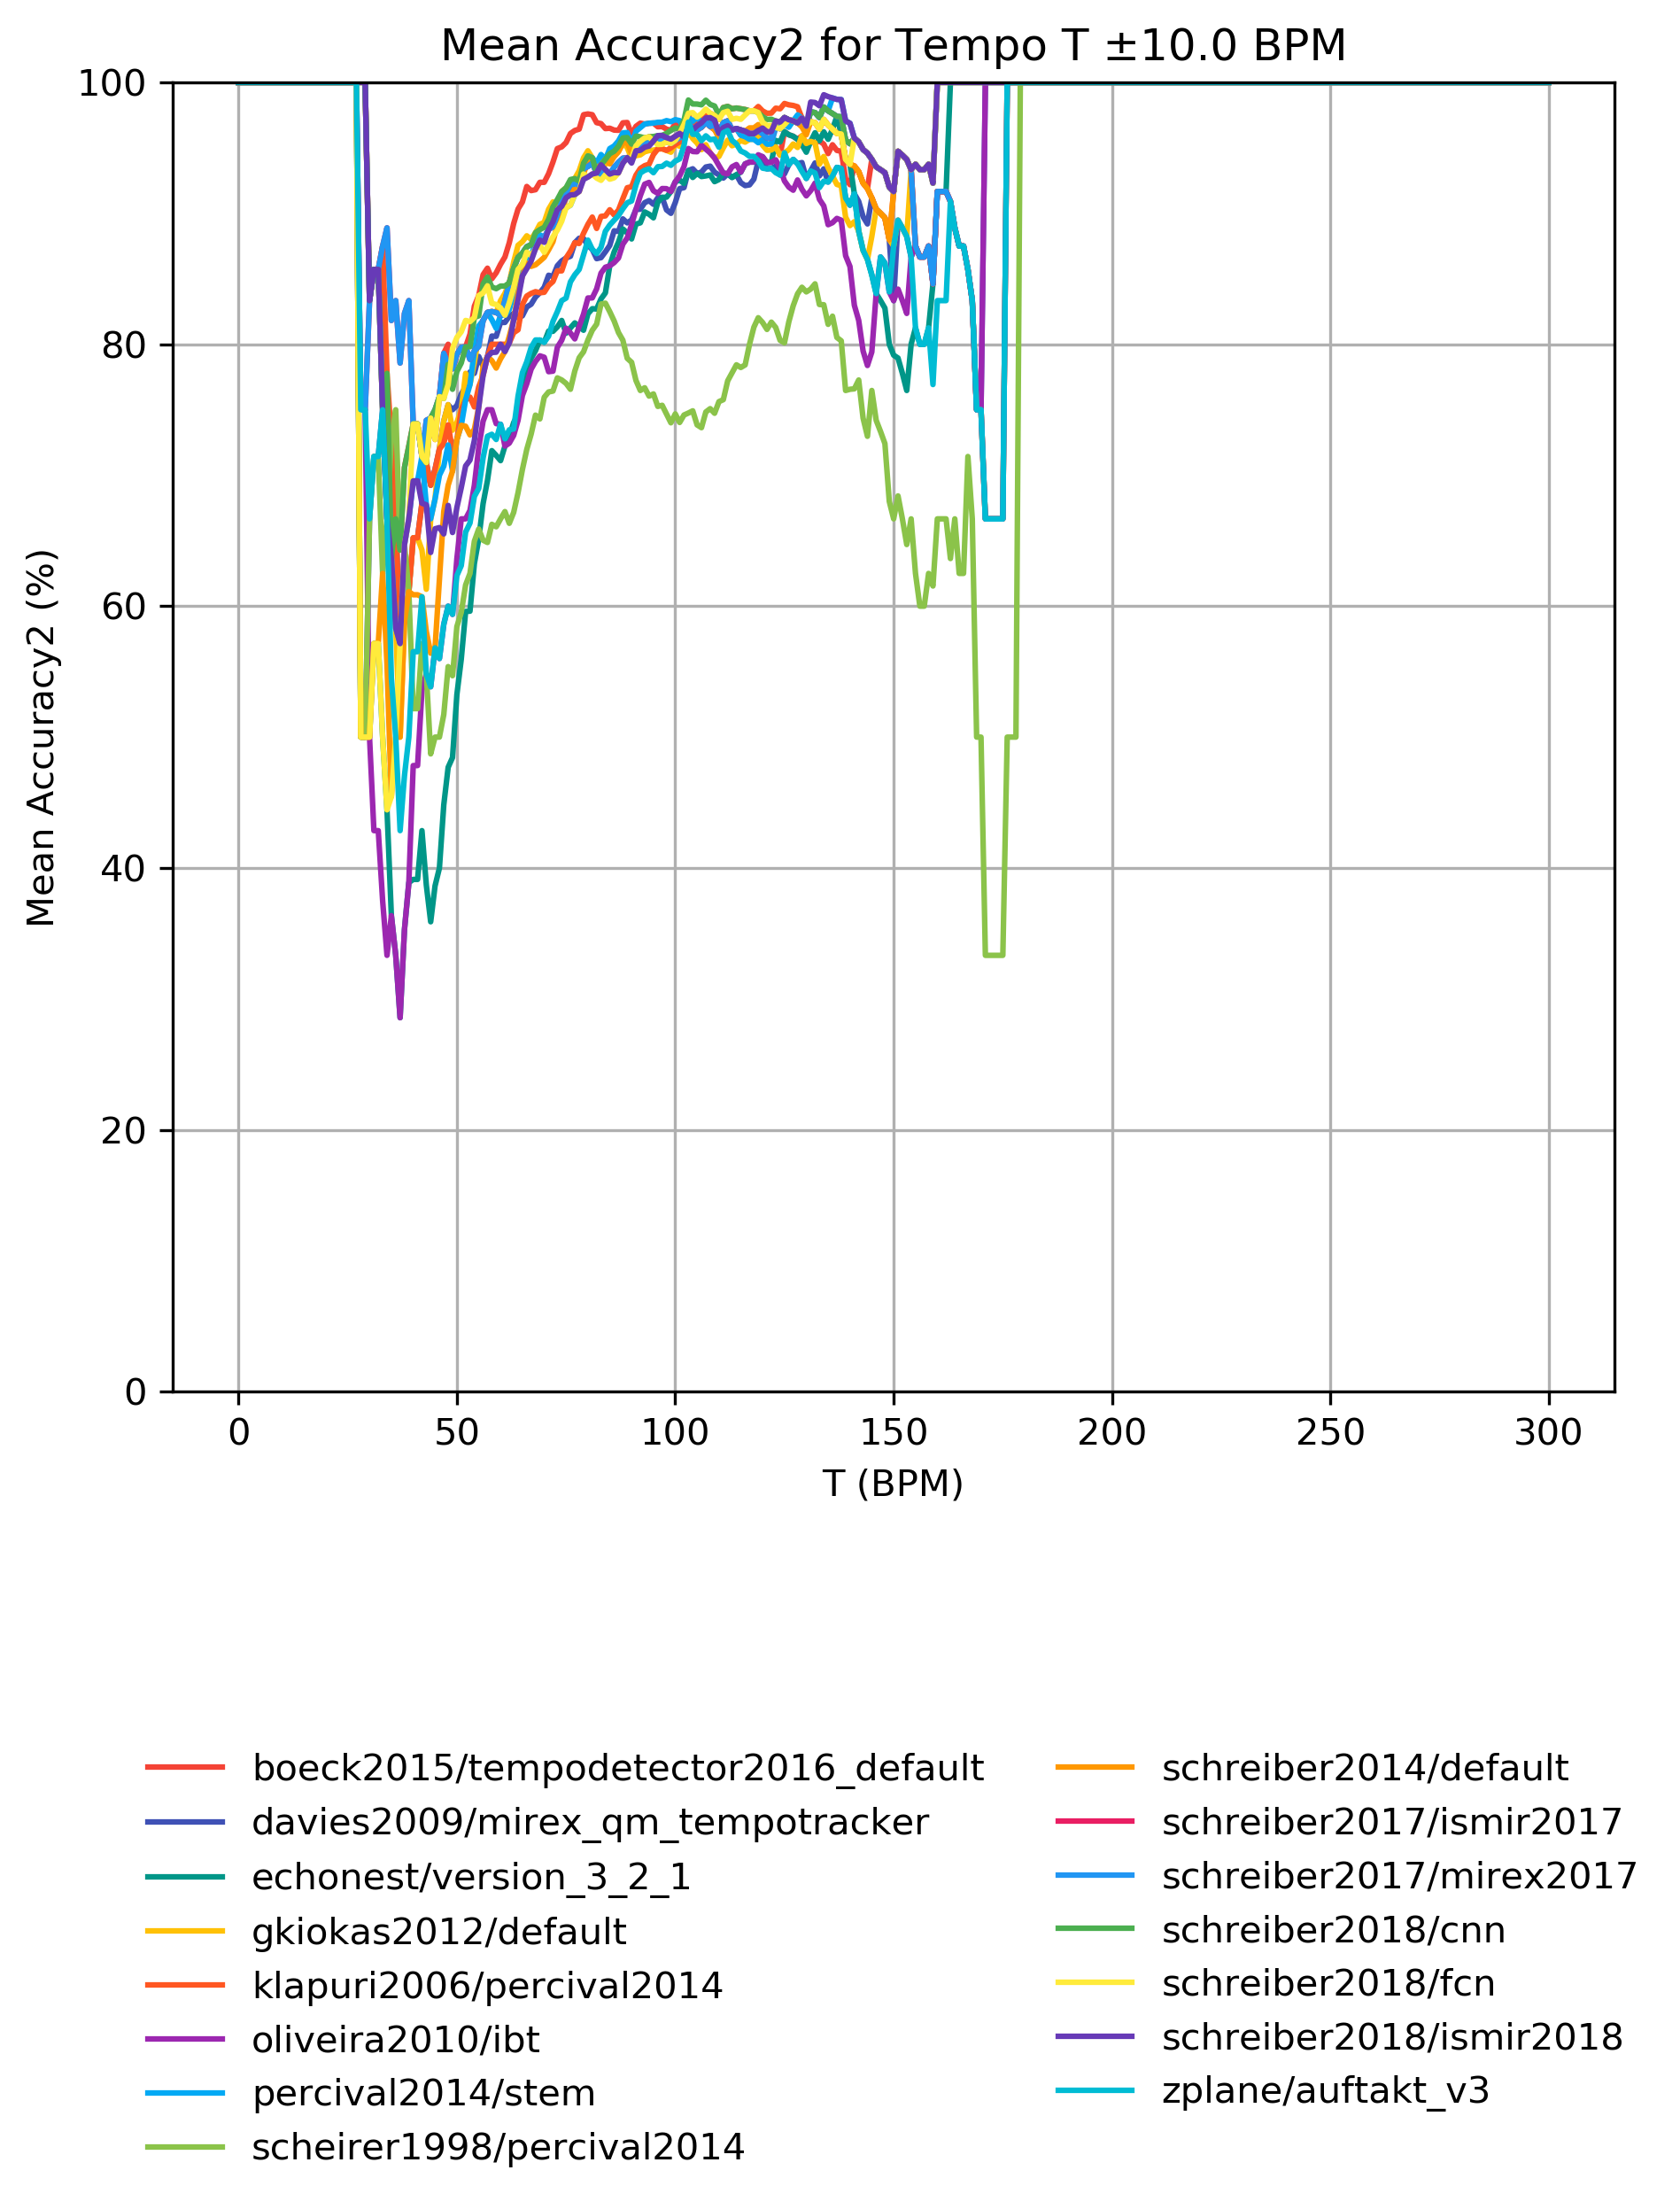 Mean Accuracy2 for Tempo T ±10.0 BPM
100
80
60
40
20
0
Mean Accuracy2 (%)
0 50 100 150 200 250 300
T (BPM)
boeck2015/tempodetector2016_default
davies2009/mirex_qm_tempotracker
echonest/version_3_2_1
gkiokas2012/default
klapuri2006/percival2014
oliveira2010/ibt
percival2014/stem
scheirer1998/percival2014
schreiber2014/default
schreiber2017/ismir2017
schreiber2017/mirex2017
schreiber2018/cnn
schreiber2018/fcn
schreiber2018/ismir2018
zplane/auftakt_v3